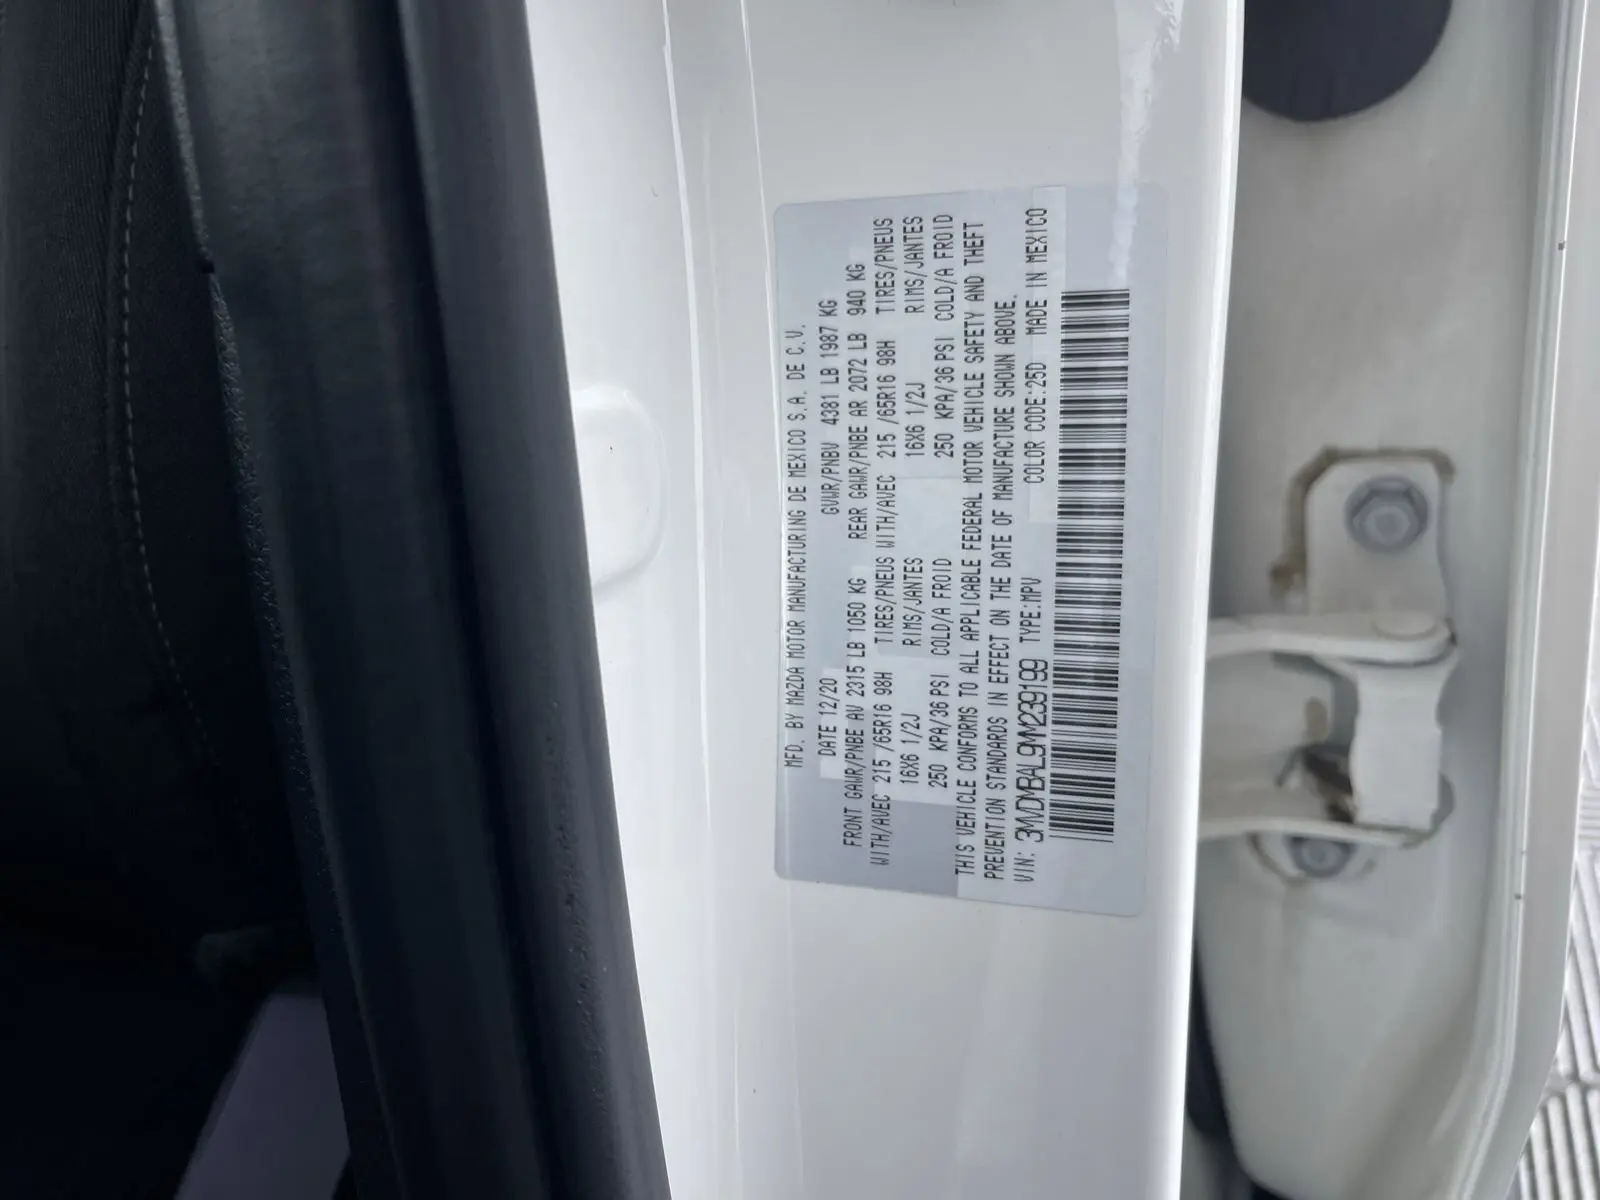 MFD. BY MAZDA MOTOR MANUFACTURING DE MEXICO S.A. DE C.V.
DATE 12/20 GVWR/PNBV 4381 LB 1987 KG
FRONT GAWR/PNBE AV 2315 LB 1050 KG REAR GAWR/PNBE AR 2072 LB 940 KG
WITH/AVEC 215 /65R16 98H TIRES/PNEUS WITH/AVEC 215 /65R16 98H TIRES/PNEUS
16X6 1/2J RIMS/JANTES 16X6 1/2J RIMS/JANTES
250 KPA/36 PSI COLD/A FROID 250 KPA/36 PSI COLD/A FROID
THIS VEHICLE CONFORMS TO ALL APPLICABLE FEDERAL MOTOR VEHICLE SAFETY AND THEFT
PREVENTION STANDARDS IN EFFECT ON THE DATE OF MANUFACTURE SHOWN ABOVE.
VIN: 3MVDMBAL9MM239199 TYPE:MPV COLOR CODE:25D MADE IN MEXICO